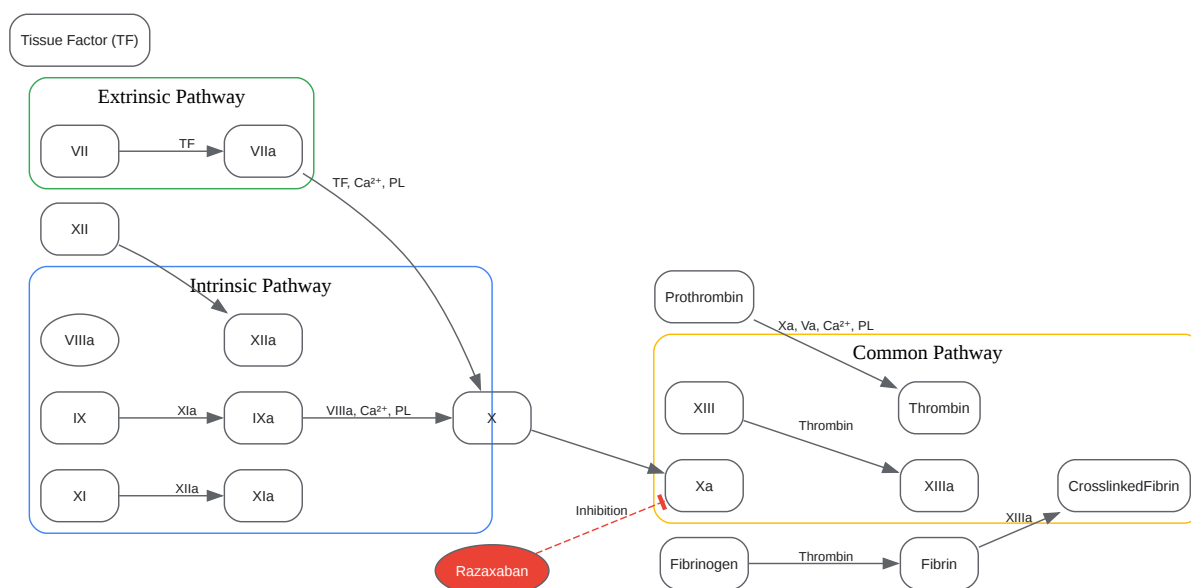 Tissue Factor (TF)
Extrinsic Pathway
VII
TF
VIIa
TF, Ca²⁺, PL
XII
Intrinsic Pathway
VIIIa
XIIa
IX
XIa
IXa
VIIIa, Ca²⁺, PL
X
XI
XIIa
XIa
Prothrombin
Xa, Va, Ca²⁺, PL
Common Pathway
XIII
Thrombin
Thrombin
Xa
XIIIa
CrosslinkedFibrin
Inhibition
XIIIa
Razaxaban
Fibrinogen
Thrombin
Fibrin